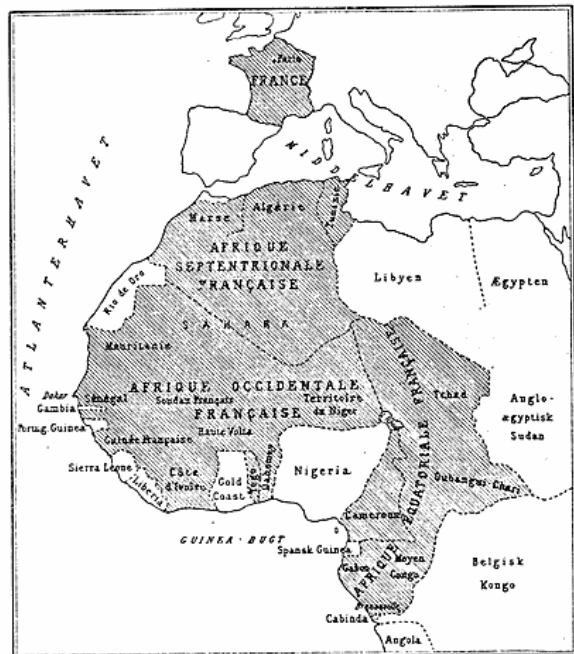 Paris
FRANCE
MIDDELHAVET
ATLANTERHAVET
Maroc
Algérie
Tunisie
AFRIQUE
SEPTENTRIONALE
FRANÇAISE
Libyen
Ægypten
Rio de Oro
SAHARA
Mauritanie
AFRIQUE OCCIDENTALE
FRANÇAISE
Soudan Français
Territoire
du Niger
Tchad
AFRIQUE ÉQUATORIALE FRANÇAISE
Anglo-
ægyptisk
Sudan
Dakar
Sénégal
Gambia
Portug. Guinea
Guinée Française
Haute Volta
Sierra Leone
Liberia
Côte
d'Ivoire
Gold
Coast
Togo
Dahomey
Nigeria
Oubangui Chari
Cameroun
GUINEA-BUGT
Spansk Guinea
Gabon
Moyen
Congo
Belgisk
Kongo
Cabinda
Angola